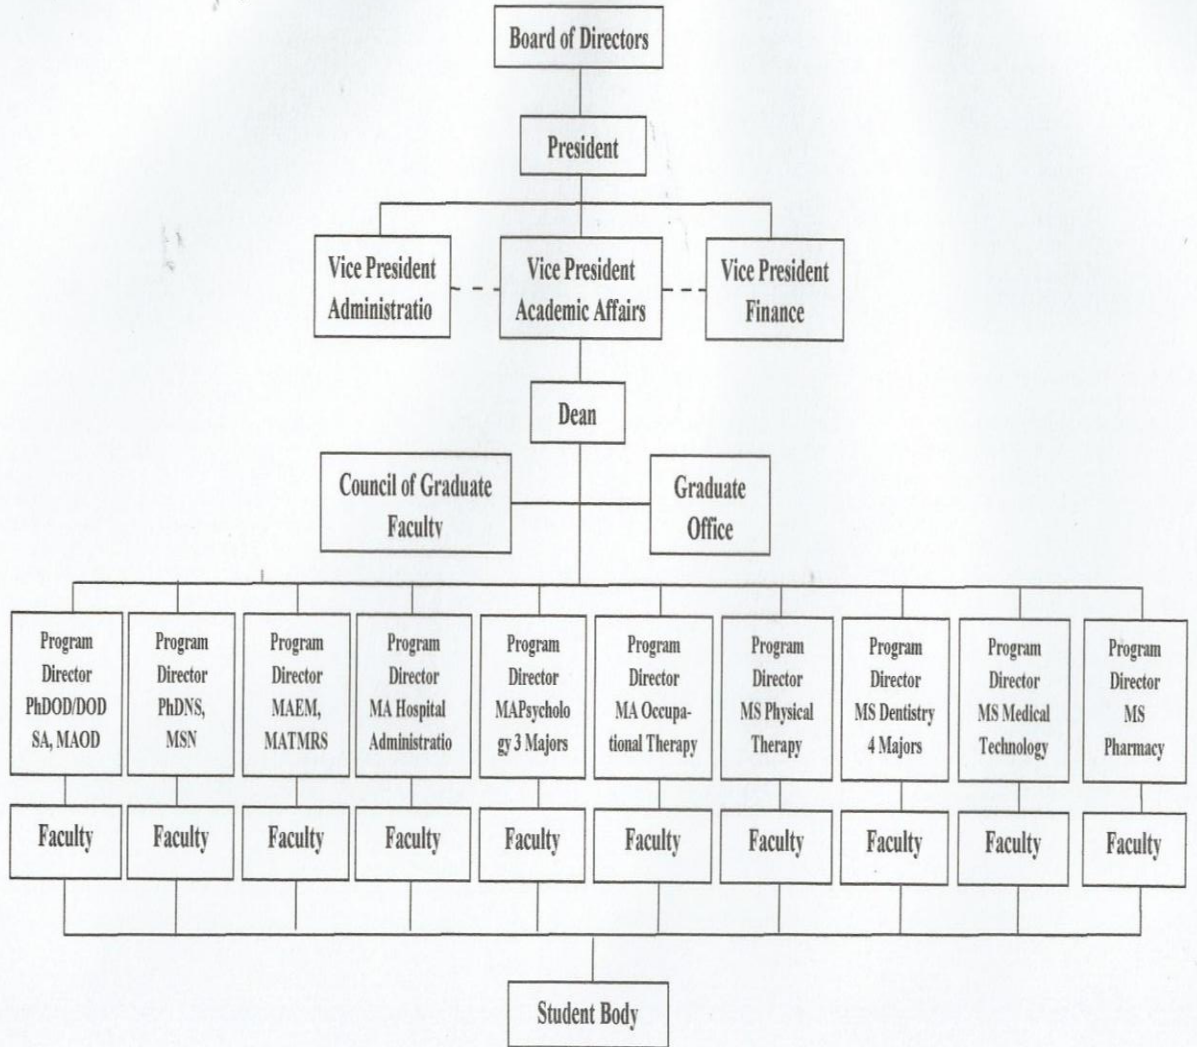 Board of Directors
President
Vice President
Administratio
Vice President
Academic Affairs
Vice President
Finance
Dean
Council of Graduate
Faculty
Graduate
Office
Program
Director
PhDOD/DOD
SA, MAOD
Program
Director
PhDNS,
MSN
Program
Director
MAEM,
MATMRS
Program
Director
MA Hospital
Administratio
Program
Director
MAPsycholo
gy 3 Majors
Program
Director
MA Occupa-
tional Therapy
Program
Director
MS Physical
Therapy
Program
Director
MS Dentistry
4 Majors
Program
Director
MS Medical
Technology
Program
Director
MS
Pharmacy
Faculty
Faculty
Faculty
Faculty
Faculty
Faculty
Faculty
Faculty
Faculty
Faculty
Student Body